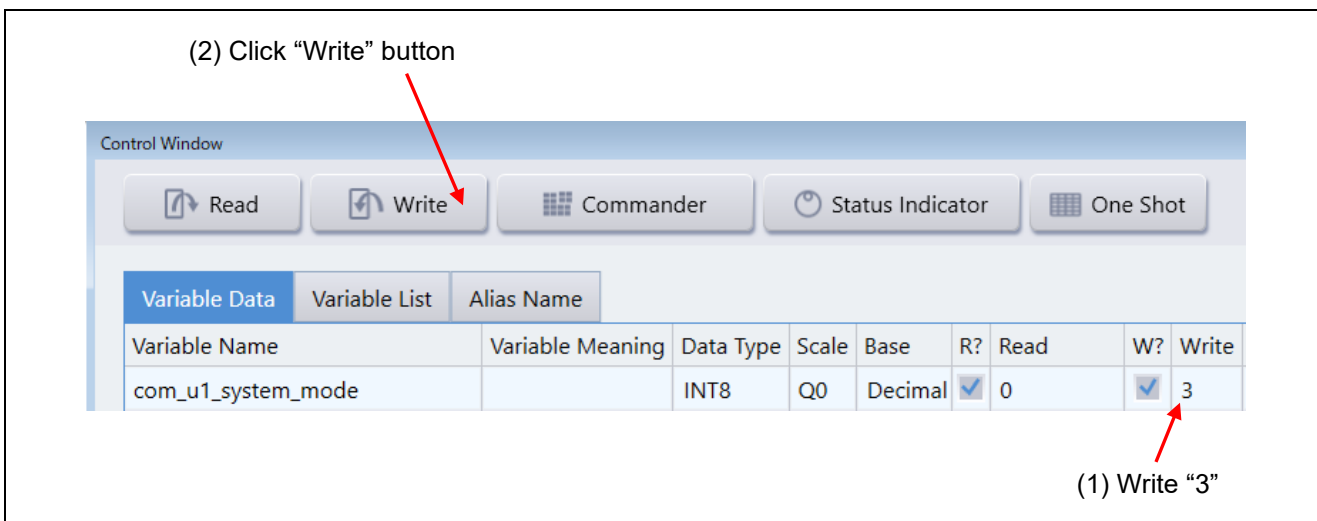 (2) Click “Write” button
Control Window
Read Write Commander Status Indicator One Shot
Variable Data Variable List Alias Name
Variable Name Variable Meaning Data Type Scale Base R? Read W? Write
com_u1_system_mode INT8 Q0 Decimal 0 3
(1) Write “3”